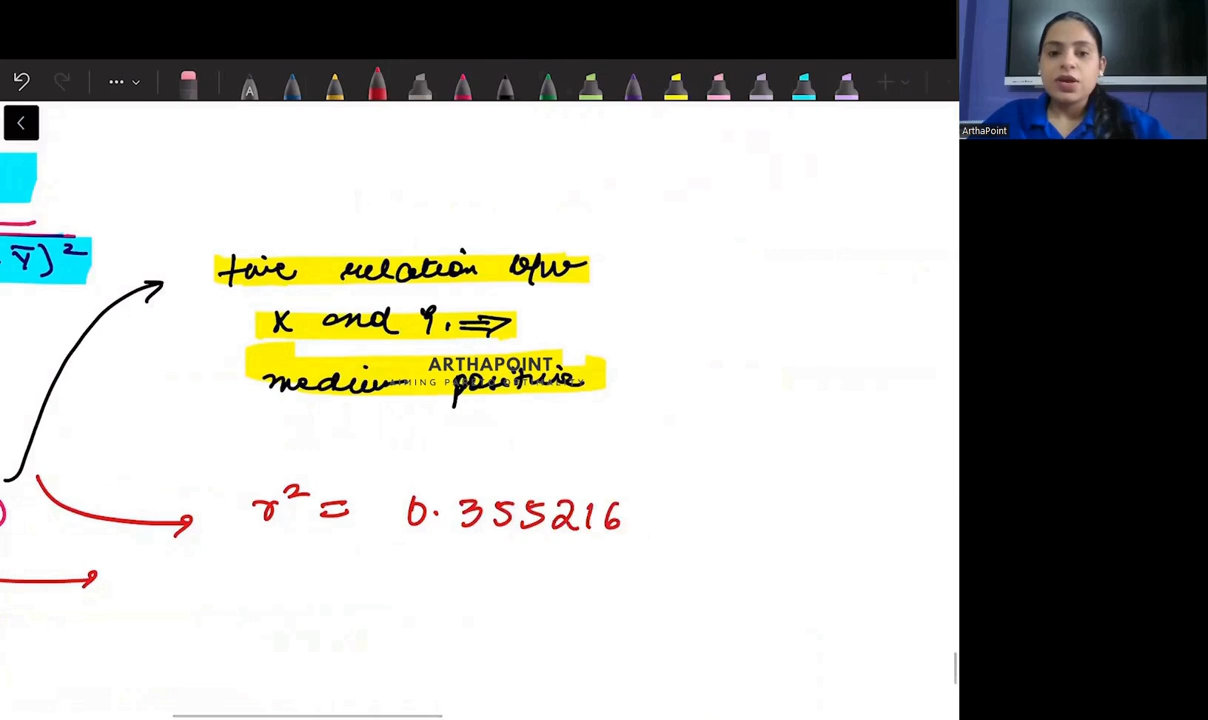 Ȳ)²
+ive relation b/w
x and y. ⇒
ARTHAPOINT
medium positive
r² = 0.355216
ArthaPoint